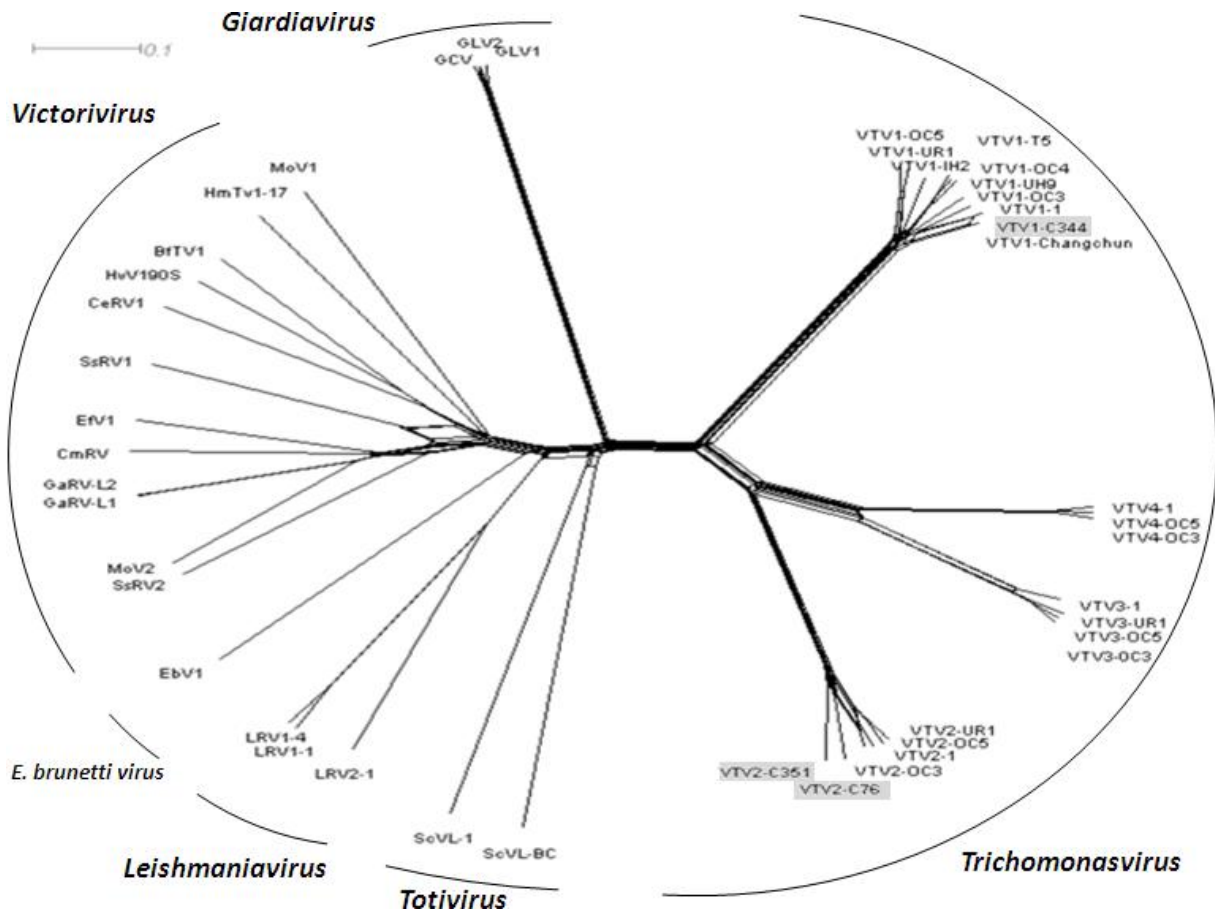 Giardiavirus
0.1
GLV2
GCV
GLV1
Victorivirus
MoV1
HmTv1-17
BfTV1
HvV190S
CeRV1
SsRV1
EfV1
CmRV
GaRV-L2
GaRV-L1
MoV2
SsRV2
EbV1
E. brunetti virus
LRV1-4
LRV1-1
LRV2-1
Leishmaniavirus
ScVL-1
ScVL-BC
Totivirus
VTV1-OC5
VTV1-T5
VTV1-UR1
VTV1-IH2
VTV1-OC4
VTV1-UH9
VTV1-OC3
VTV1-1
VTV1-C344
VTV1-Changchun
VTV4-1
VTV4-OC5
VTV4-OC3
VTV3-1
VTV3-UR1
VTV3-OC5
VTV3-OC3
VTV2-UR1
VTV2-OC5
VTV2-1
VTV2-OC3
VTV2-C351
VTV2-C76
Trichomonasvirus